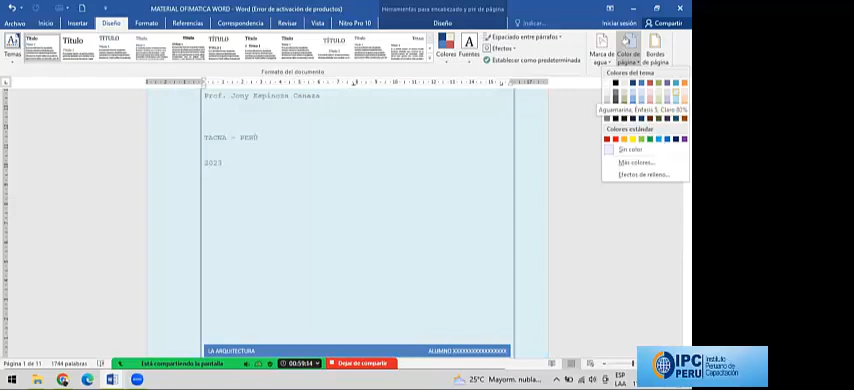 MATERIAL OFIMATICA WORD - Word (Error de activación de productos)
Herramientas para encabezado y pie de página
Archivo Inicio Insertar Diseño Formato Referencias Correspondencia Revisar Vista Nitro Pro 10 Diseño Indicar... Iniciar sesión Compartir
Temas
Título TÍTULO Título
Colores Fuentes
Espaciado entre párrafos
Efectos
Establecer como predeterminada
Marca de agua
Color de página
Bordes de página
Formato del documento
Colores del tema
Aguamarina, Énfasis 5, Claro 80%
Colores estándar
Sin color
Más colores...
Efectos de relleno...
Prof. Jony Espinoza Canaza
TACNA – PERÚ
2023
LA ARQUITECTURA ALUMNO XXXXXXXXXXXXXXXXX
Página 1 de 11 1744 palabras
Está compartiendo la pantalla 00:59:14 Dejar de compartir
25°C Mayorm. nubla...
ESP
LAA
IPC
PERU
Instituto
Peruano de
Capacitación